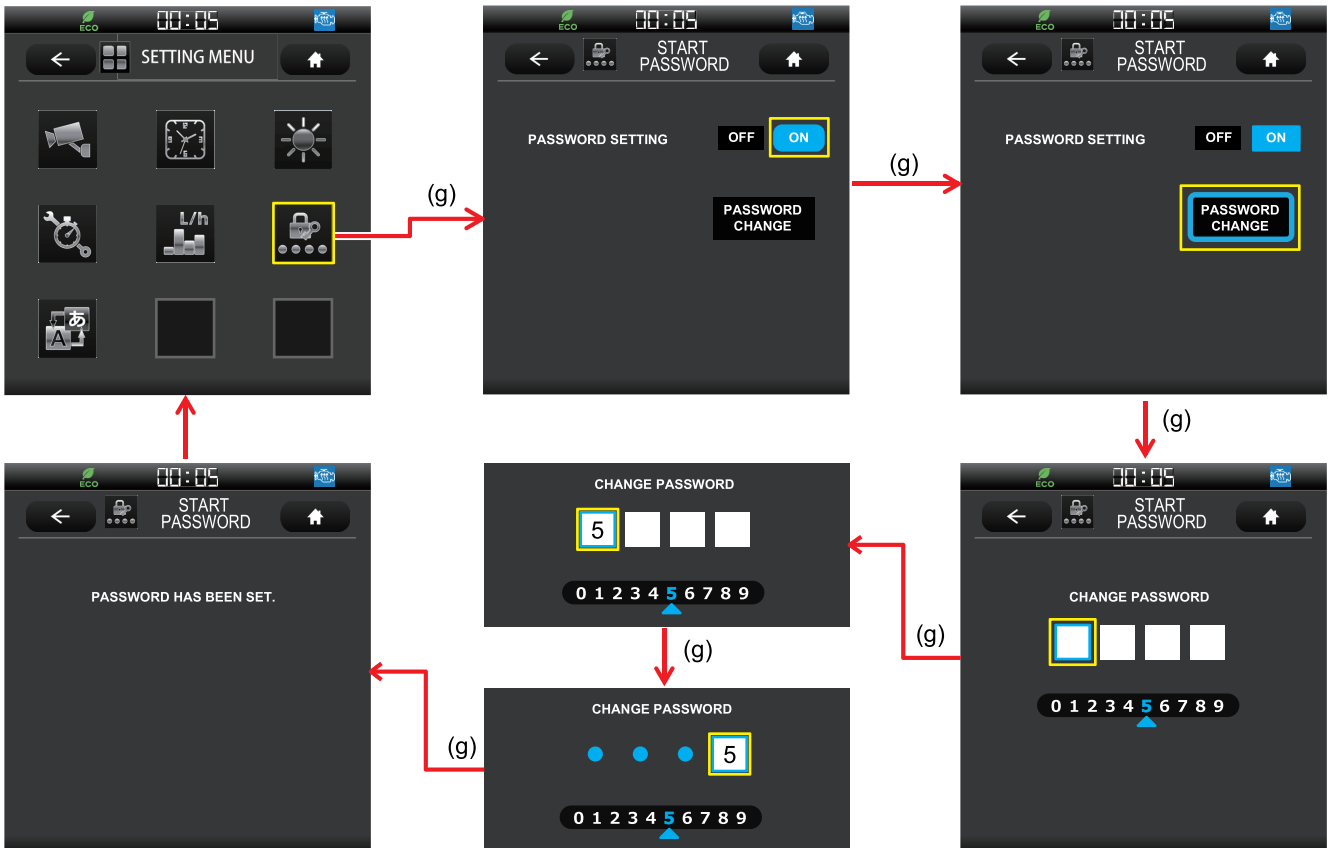 ECO 00:05
SETTING MENU
L/h
A あ
(g)
ECO 00:05
START
PASSWORD
PASSWORD SETTING OFF ON
PASSWORD
CHANGE
(g)
ECO 00:05
START
PASSWORD
PASSWORD SETTING OFF ON
PASSWORD
CHANGE
(g)
ECO 00:05
START
PASSWORD
CHANGE PASSWORD
0 1 2 3 4 5 6 7 8 9
(g)
CHANGE PASSWORD
5
0 1 2 3 4 5 6 7 8 9
(g)
CHANGE PASSWORD
5
0 1 2 3 4 5 6 7 8 9
(g)
ECO 00:05
START
PASSWORD
PASSWORD HAS BEEN SET.